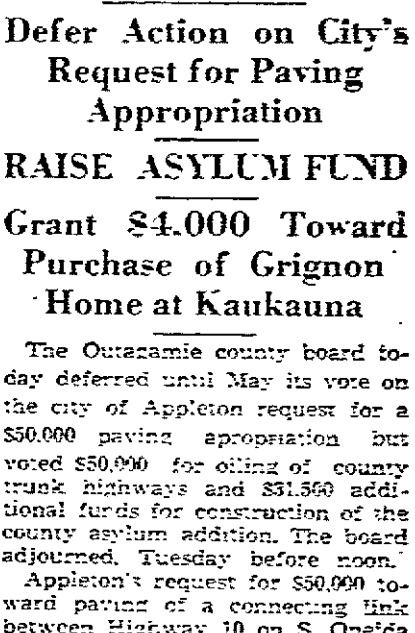 Defer Action on City's
Request for Paving
Appropriation
RAISE ASYLUM FUND
Grant $4,000 Toward
Purchase of Grignon
Home at Kaukauna
The Outagamie county board to-
day deferred until May its vote on
the city of Appleton request for a
$50,000 paving apropriation but
voted $50,000 for oiling of county
trunk highways and $31,500 addi-
tional funds for construction of the
county asylum addition. The board
adjourned, Tuesday before noon.
Appleton's request for $50,000 to-
ward paving of a connecting link
between Highway 10 on S. Oneida